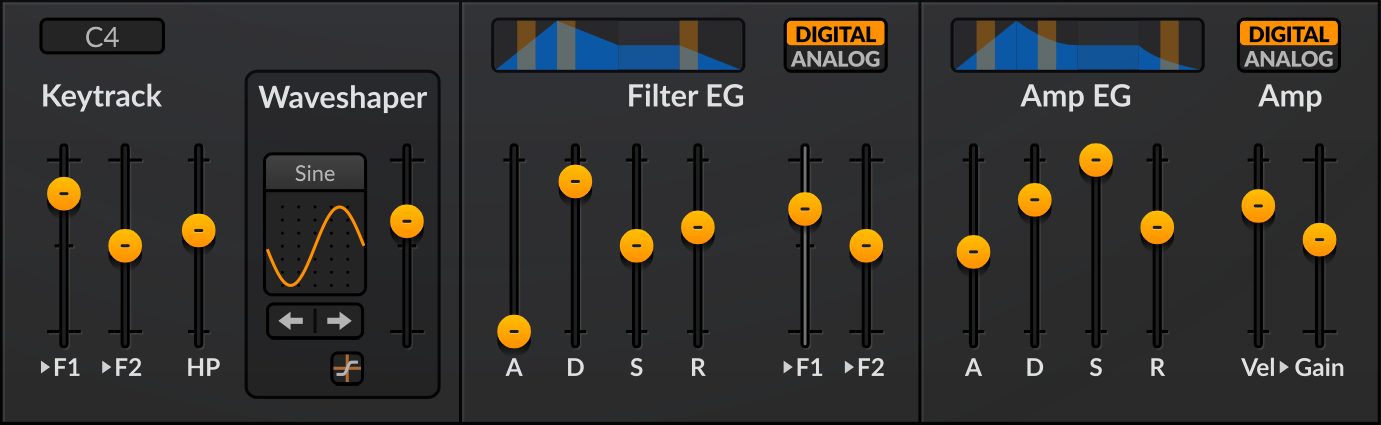 C4
Keytrack
F1
F2
HP
Waveshaper
Sine
DIGITAL
ANALOG
Filter EG
A
D
S
R
F1
F2
DIGITAL
ANALOG
Amp EG
Amp
A
D
S
R
Vel
Gain